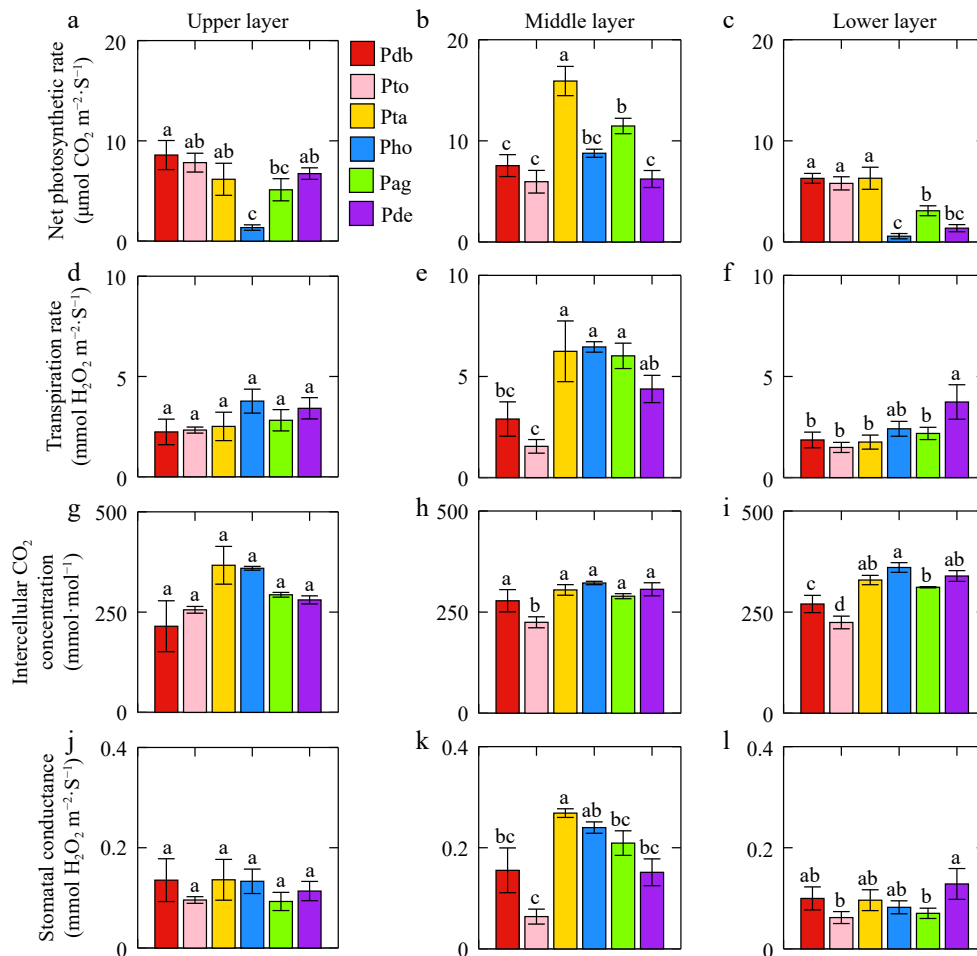 a Upper layer b Middle layer c Lower layer
Net photosynthetic rate
(μmol CO₂ m⁻²·S⁻¹)
20 10 0
a ab ab c bc ab
Pdb
Pto
Pta
Pho
Pag
Pde
20 10 0
c c a bc b c
20 10 0
a a a c b bc
d e f
Transpiration rate
(mmol H₂O₂ m⁻²·S⁻¹)
10 5 0
a a a a a a
10 5 0
bc c a a a ab
10 5 0
b b b ab b a
g h i
Intercellular CO₂
concentration
(mmol·mol⁻¹)
500 250 0
a a a a a a
500 250 0
a b a a a a
500 250 0
c d ab a b ab
j k l
Stomatal conductance
(mmol H₂O₂ m⁻²·S⁻¹)
0.4 0.2 0
a a a a a a
0.4 0.2 0
bc c a ab bc bc
0.4 0.2 0
ab b ab ab b a